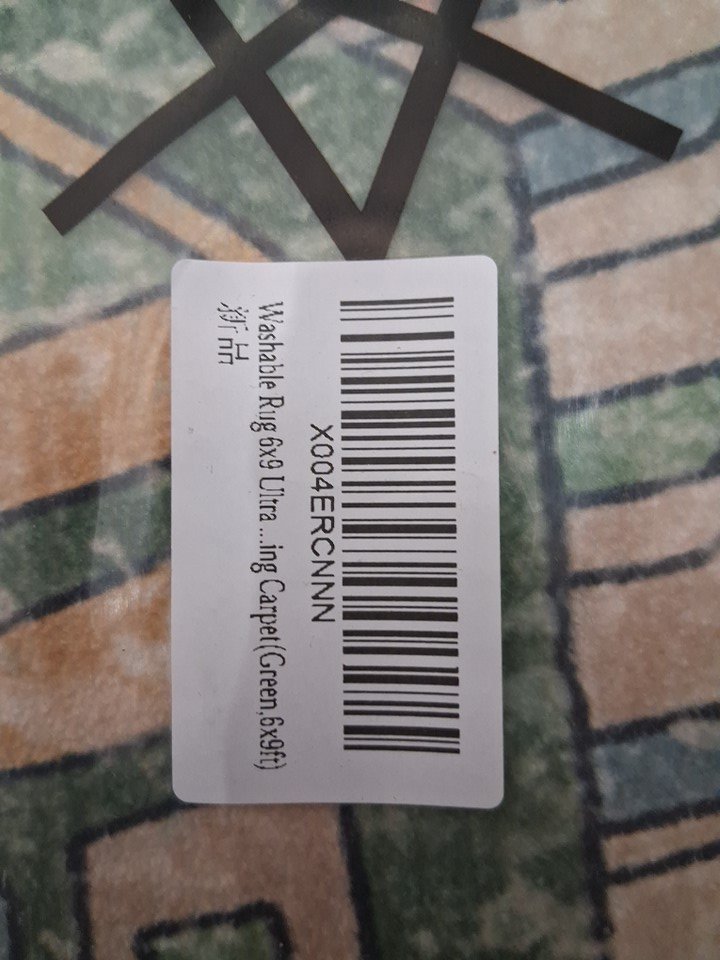 X004ERCNNN
Washable Rug 6x9 Ultra ...ing Carpet(Green,6x9ft)
新品